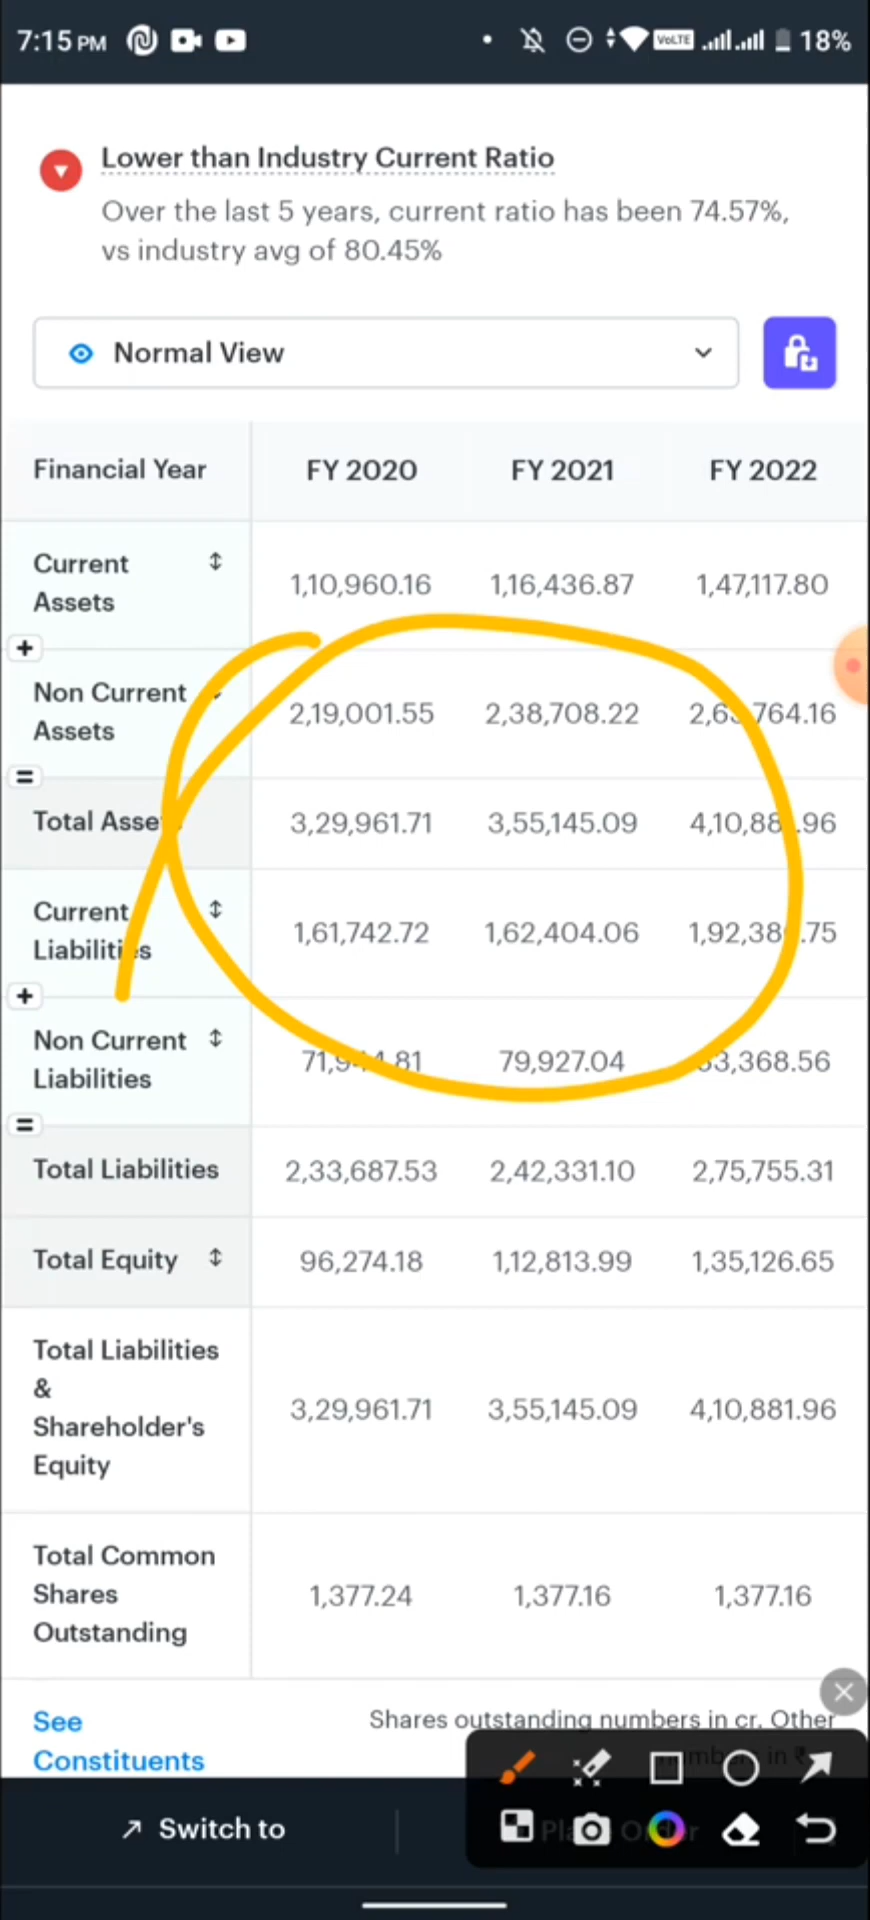 7:15 PM VoLTE 18%
Lower than Industry Current Ratio
Over the last 5 years, current ratio has been 74.57%,
vs industry avg of 80.45%
Normal View
Financial Year FY 2020 FY 2021 FY 2022
Current
Assets 1,10,960.16 1,16,436.87 1,47,117.80
+
Non Current
Assets 2,19,001.55 2,38,708.22
=
Total 3,29,961.71 3,55,145.09
Current
Liabilities 1,61,742.72 1,62,404.06
+
Non Current
Liabilities 79,927.04
=
Total Liabilities 2,33,687.53 2,42,331.10 2,75,755.31
Total Equity 96,274.18 1,12,813.99 1,35,126.65
Total Liabilities
&
Shareholder's
Equity 3,29,961.71 3,55,145.09 4,10,881.96
Total Common
Shares
Outstanding 1,377.24 1,377.16 1,377.16
See
Constituents
Shares outstanding numbers in cr. Other
in ₹
Switch to